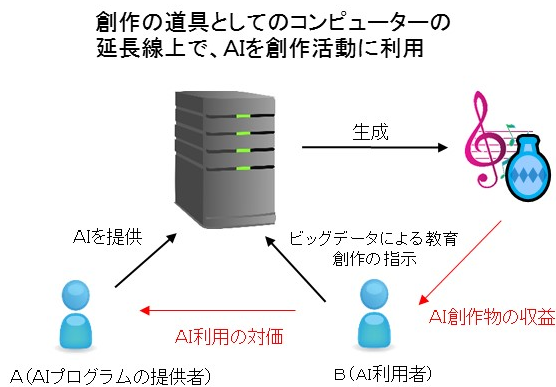 創作の道具としてのコンピューターの
延長線上で、AIを創作活動に利用
生成
AIを提供
ビッグデータによる教育
創作の指示
AI利用の対価
AI創作物の収益
A(AIプログラムの提供者)
B(AI利用者)